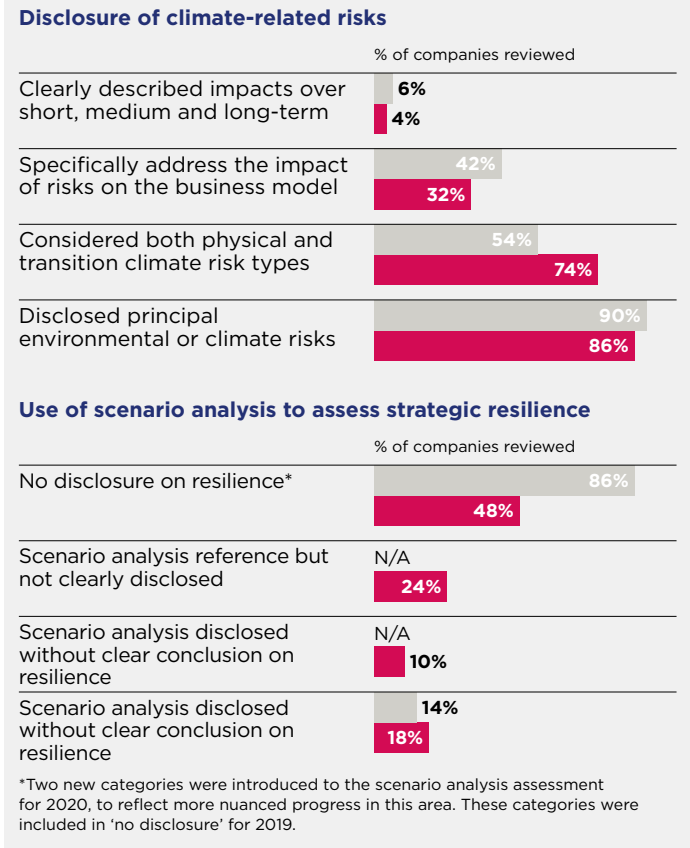 Disclosure of climate-related risks
% of companies reviewed
Clearly described impacts over
short, medium and long-term
6%
4%
Specifically address the impact
of risks on the business model
42%
32%
Considered both physical and
transition climate risk types
54%
74%
Disclosed principal
environmental or climate risks
90%
86%
Use of scenario analysis to assess strategic resilience
% of companies reviewed
No disclosure on resilience*
86%
48%
Scenario analysis reference but
not clearly disclosed
N/A
24%
Scenario analysis disclosed
without clear conclusion on
resilience
N/A
10%
Scenario analysis disclosed
without clear conclusion on
resilience
14%
18%
*Two new categories were introduced to the scenario analysis assessment
for 2020, to reflect more nuanced progress in this area. These categories were
included in ‘no disclosure’ for 2019.